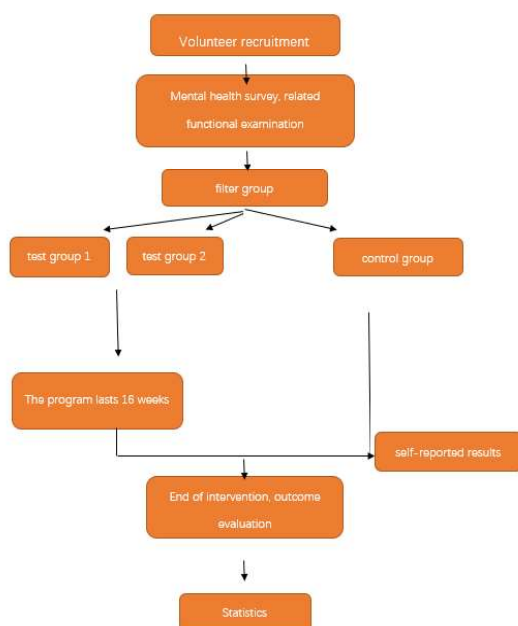 Volunteer recruitment
Mental health survey, related
functional examination
filter group
test group 1
test group 2
control group
The program lasts 16 weeks
self-reported results
End of intervention, outcome
evaluation
Statistics